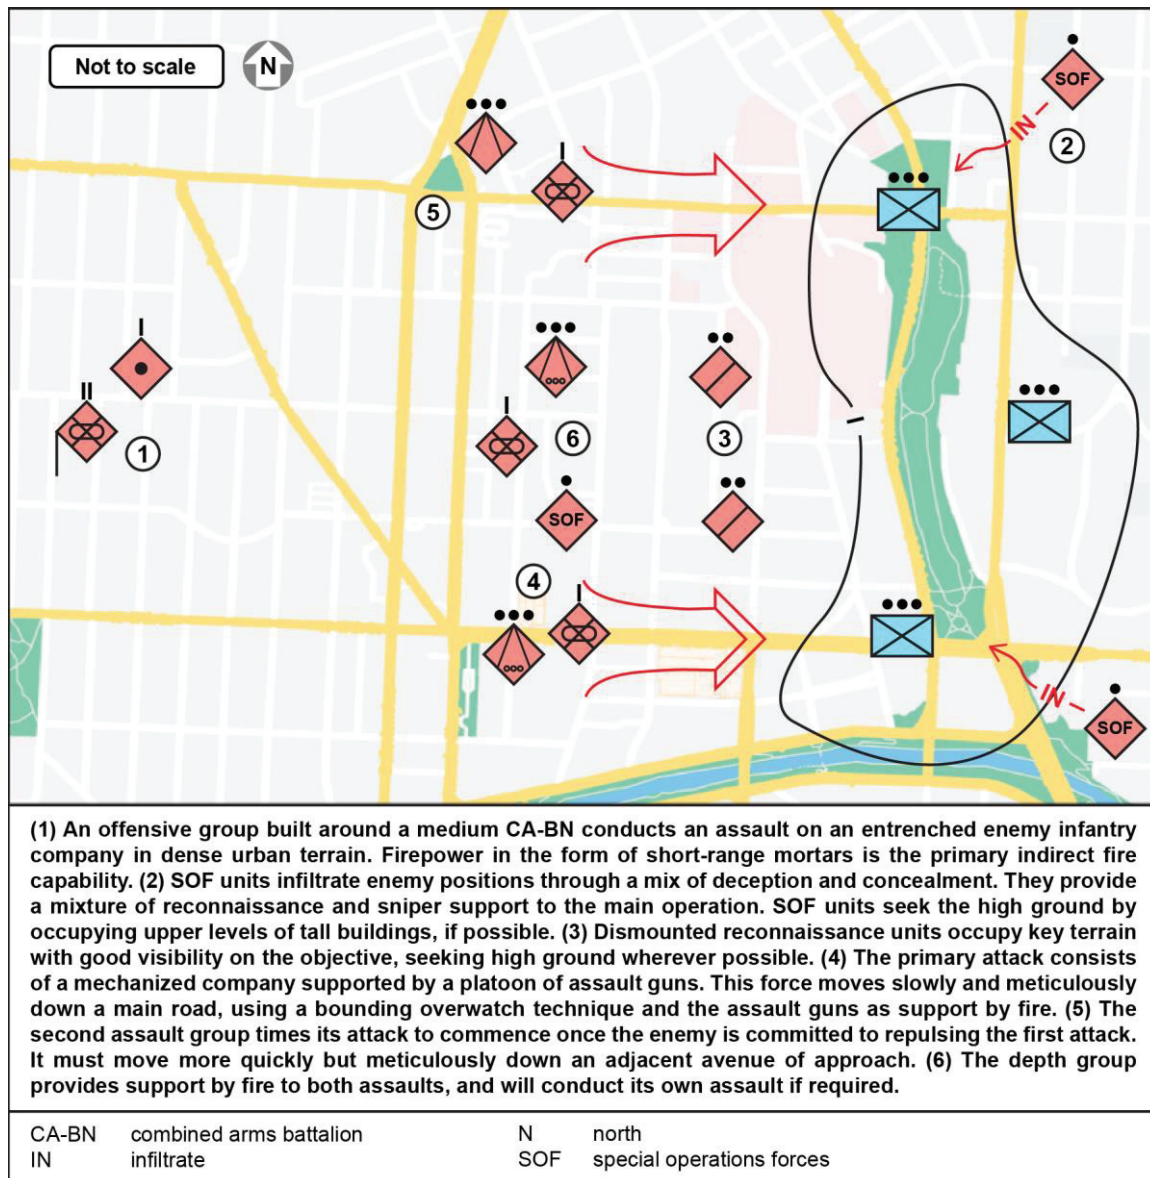 Not to scale
N
SOF
IN
2
I
5
I
II
1
I
6
3
I
SOF
4
I
IN
SOF
(1) An offensive group built around a medium CA-BN conducts an assault on an entrenched enemy infantry
company in dense urban terrain. Firepower in the form of short-range mortars is the primary indirect fire
capability. (2) SOF units infiltrate enemy positions through a mix of deception and concealment. They provide
a mixture of reconnaissance and sniper support to the main operation. SOF units seek the high ground by
occupying upper levels of tall buildings, if possible. (3) Dismounted reconnaissance units occupy key terrain
with good visibility on the objective, seeking high ground wherever possible. (4) The primary attack consists
of a mechanized company supported by a platoon of assault guns. This force moves slowly and meticulously
down a main road, using a bounding overwatch technique and the assault guns as support by fire. (5) The
second assault group times its attack to commence once the enemy is committed to repulsing the first attack.
It must move more quickly but meticulously down an adjacent avenue of approach. (6) The depth group
provides support by fire to both assaults, and will conduct its own assault if required.
CA-BN combined arms battalion
IN infiltrate
N north
SOF special operations forces